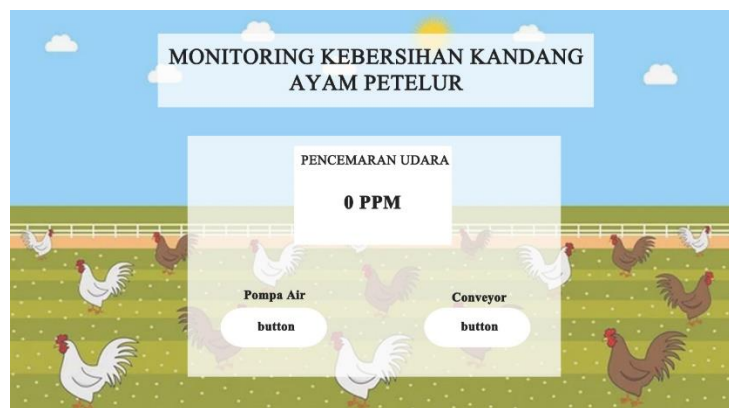 MONITORING KEBERSIHAN KANDANG
AYAM PETELUR
PENCEMARAN UDARA
0 PPM
Pompa Air
Conveyor
button
button